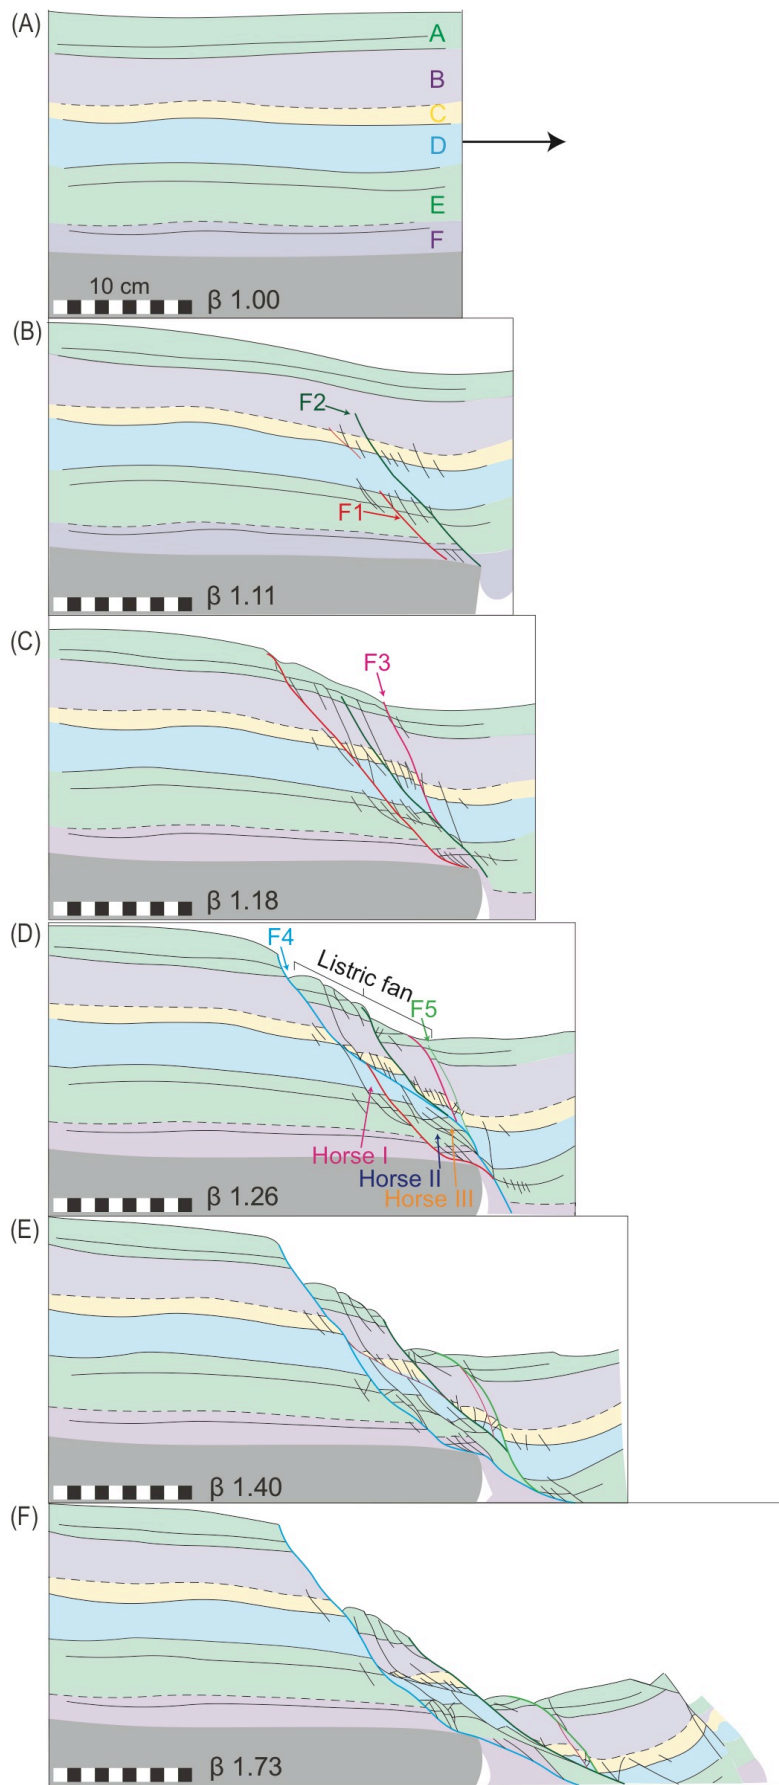 (A)
A
B
C
D
E
F
10 cm
β 1.00
(B)
F2
F1
β 1.11
(C)
F3
β 1.18
(D)
F4
Listric fan
F5
Horse I
Horse II
Horse III
β 1.26
(E)
β 1.40
(F)
β 1.73